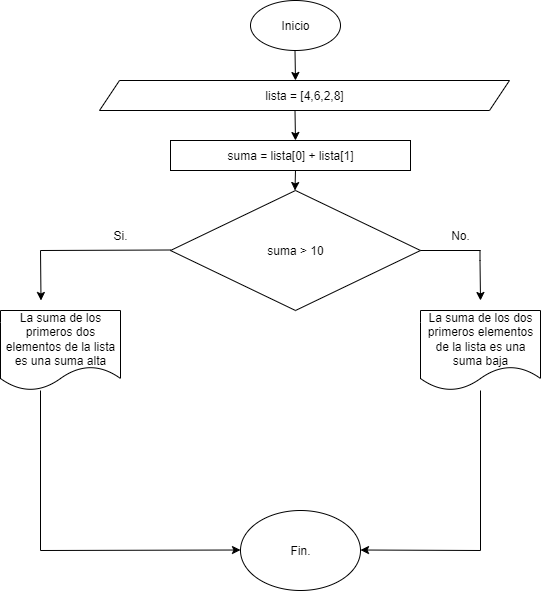 Inicio
lista = [4,6,2,8]
suma = lista[0] + lista[1]
suma > 10
Si.
No.
La suma de los
primeros dos
elementos de la lista
es una suma alta
La suma de los dos
primeros elementos
de la lista es una
suma baja
Fin.